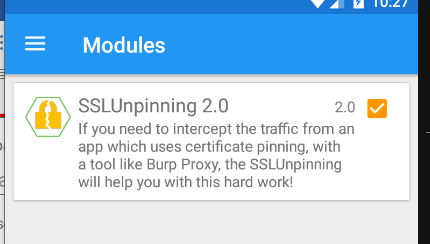 10:27
Modules
SSLUnpinning 2.0 2.0
If you need to intercept the traffic from an
app which uses certificate pinning, with
a tool like Burp Proxy, the SSLUnpinning
will help you with this hard work!